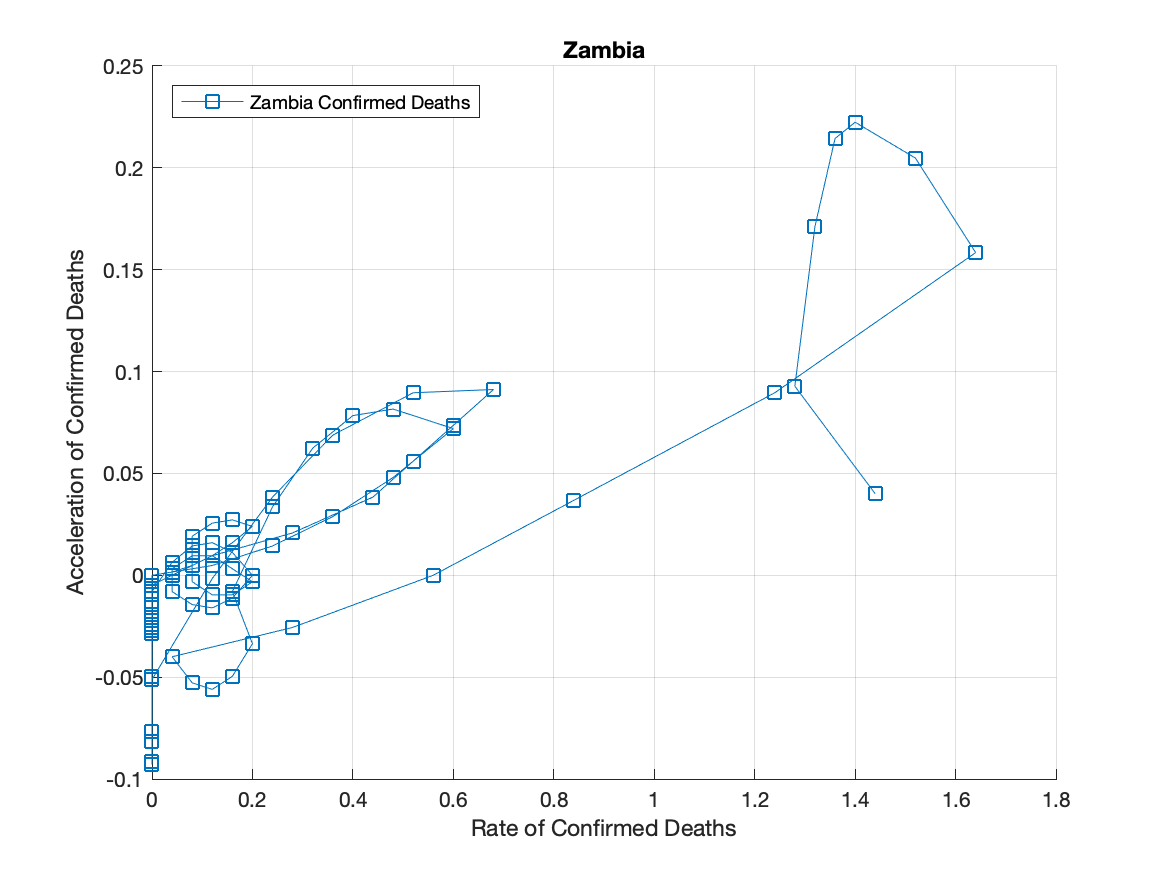 Zambia
0.25
Zambia Confirmed Deaths
0.2
0.15
0.1
0.05
0
-0.05
-0.1
Acceleration of Confirmed Deaths
0 0.2 0.4 0.6 0.8 1 1.2 1.4 1.6 1.8
Rate of Confirmed Deaths